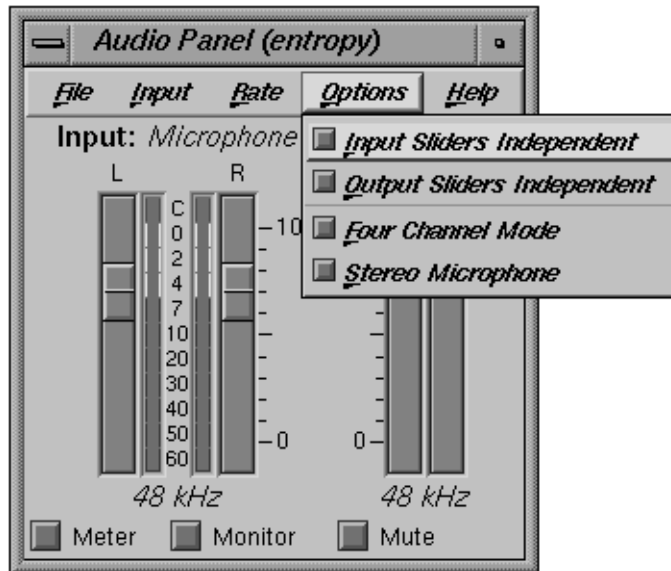 Audio Panel (entropy)
File Input Rate Options Help
Input: Microphone
Input Sliders Independent
Output Sliders Independent
Four Channel Mode
Stereo Microphone
L R
C
0
2
4
7
10
20
30
40
50
60
10
0
0
48 kHz 48 kHz
Meter Monitor Mute